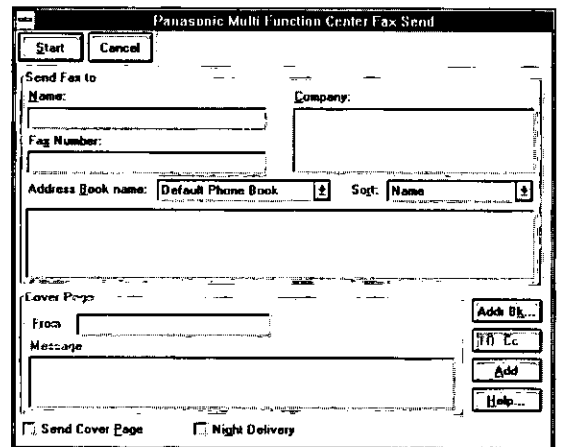 Panasonic Multi Function Center Fax Send
Start Cancel
Send Fax to
Name: Company:
Fax Number:
Address Book name: Default Phone Book Sort: Name
Cover Page
From
Message
Addr Bk...
Cc
Add
Help...
Send Cover Page Night Delivery